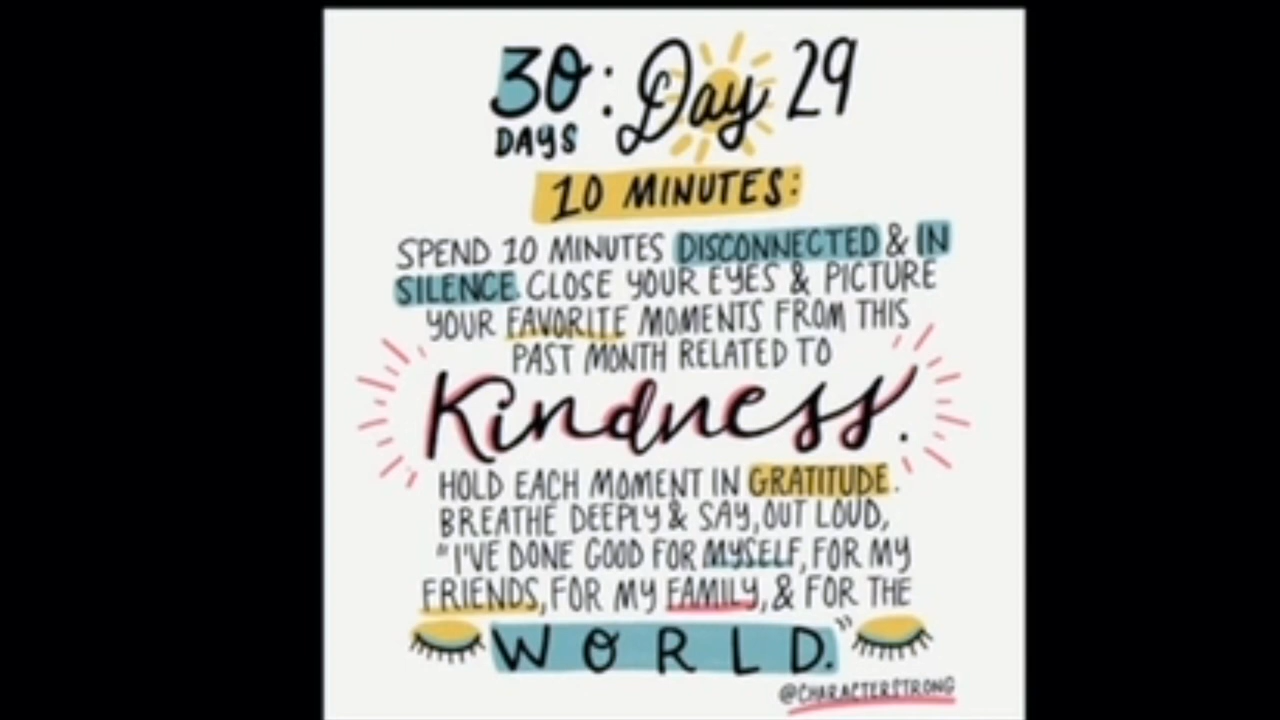 30 DAYS: Day 29
10 MINUTES:
SPEND 10 MINUTES DISCONNECTED & IN
SILENCE. CLOSE YOUR EYES & PICTURE
YOUR FAVORITE MOMENTS FROM THIS
PAST MONTH RELATED TO
Kindness.
HOLD EACH MOMENT IN GRATITUDE.
BREATHE DEEPLY & SAY, OUT LOUD,
"I'VE DONE GOOD FOR MYSELF, FOR MY
FRIENDS, FOR MY FAMILY, & FOR THE
WORLD."
@CHARACTERSTRONG